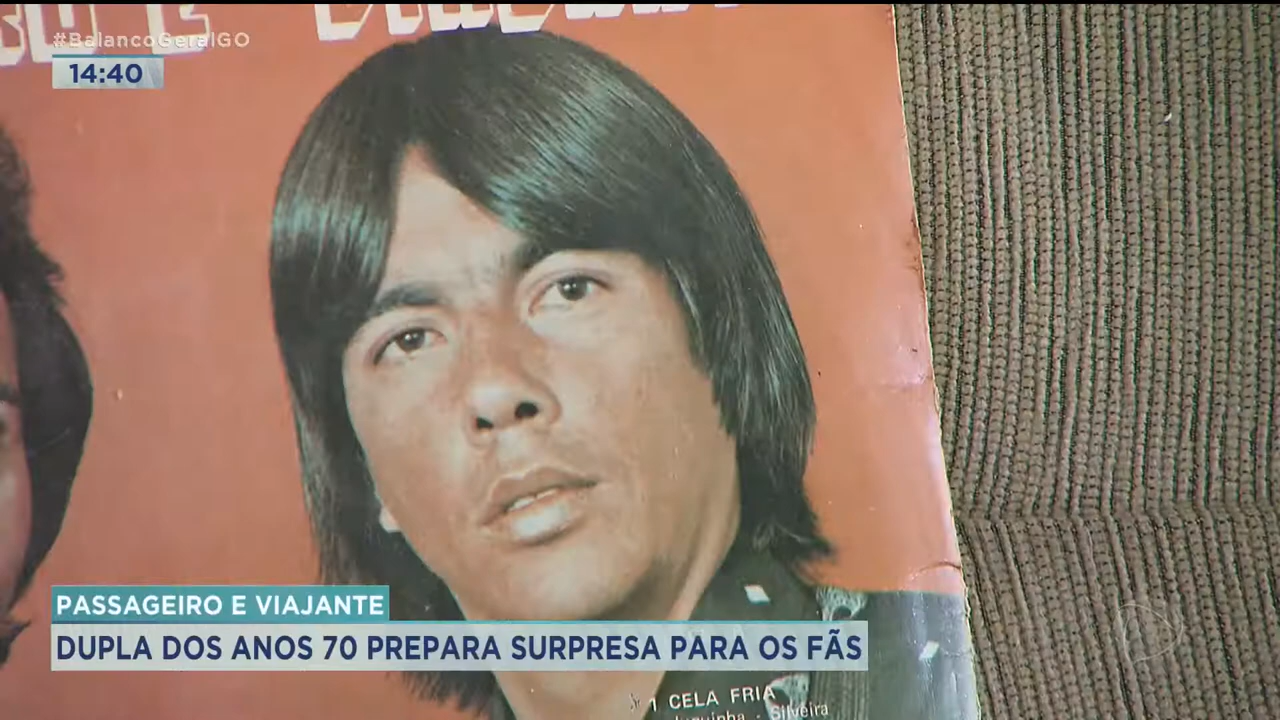 #BalancoGeralGO
14:40
PASSAGEIRO E VIAJANTE
DUPLA DOS ANOS 70 PREPARA SURPRESA PARA OS FÃS
1 CELA FRIA
- Silveira